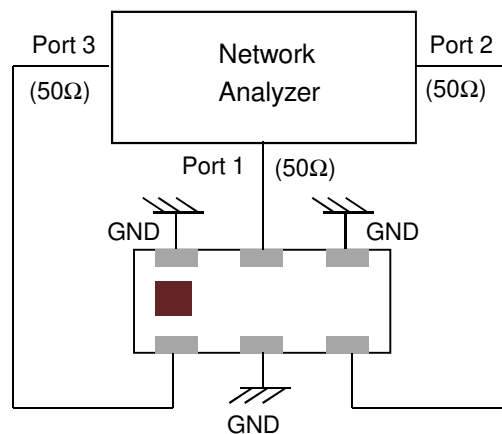 Port 3
Network
Analyzer
Port 2
(50Ω)
(50Ω)
Port 1
(50Ω)
GND
GND
GND